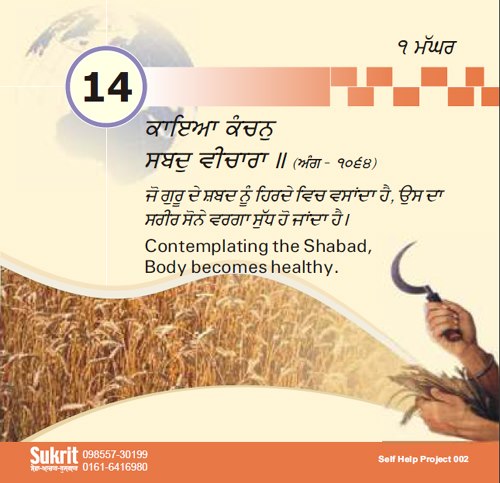 ੧ ਮੱਘਰ
14
ਕਾਇਆ ਕੰਚਨੁ
ਸਬਦੁ ਵੀਚਾਰਾ ॥ (ਅੰਗ - ੧੦੬੪)
ਜੋ ਗੁਰੂ ਦੇ ਸ਼ਬਦ ਨੂੰ ਹਿਰਦੇ ਵਿਚ ਵਸਾਂਦਾ ਹੈ, ਉਸ ਦਾ
ਸਰੀਰ ਸੋਨੇ ਵਰਗਾ ਸੁੱਧ ਹੋ ਜਾਂਦਾ ਹੈ।
Contemplating the Shabad,
Body becomes healthy.
Sukrit 098557-30199
0161-6416980
Self Help Project 002